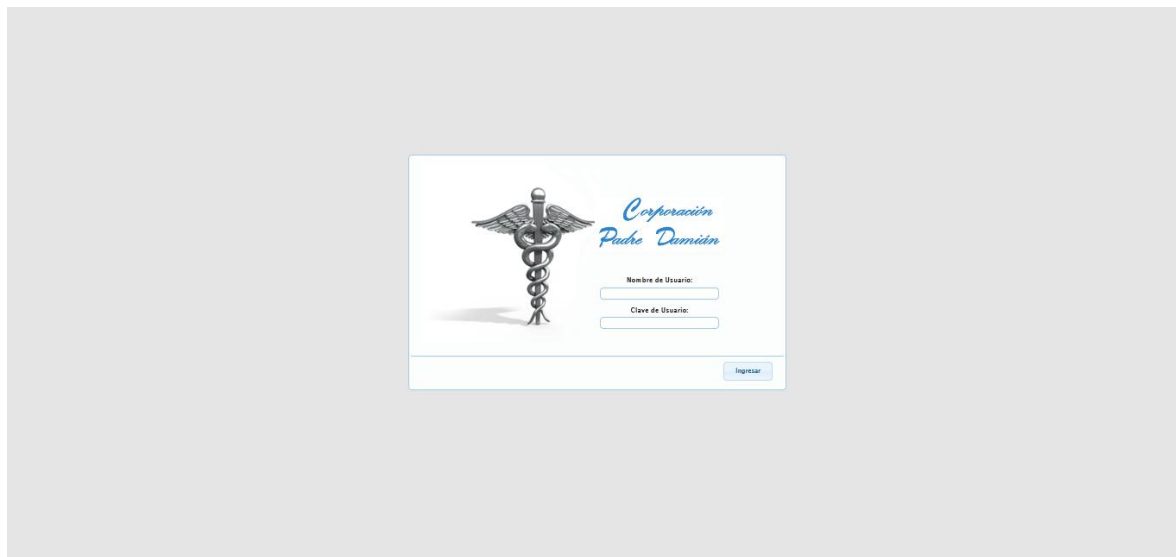 Corporación
Padre Damián
Nombre de Usuario:
Clave de Usuario:
Ingresar